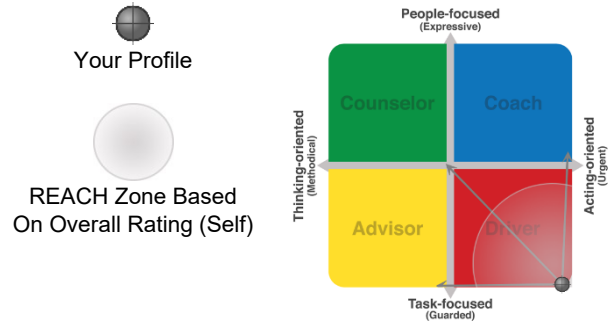 Your Profile
REACH Zone Based
On Overall Rating (Self)
People-focused
(Expressive)
Counselor
Coach
Thinking-oriented
(Methodical)
Acting-oriented
(Urgent)
Advisor
Driver
Task-focused
(Guarded)